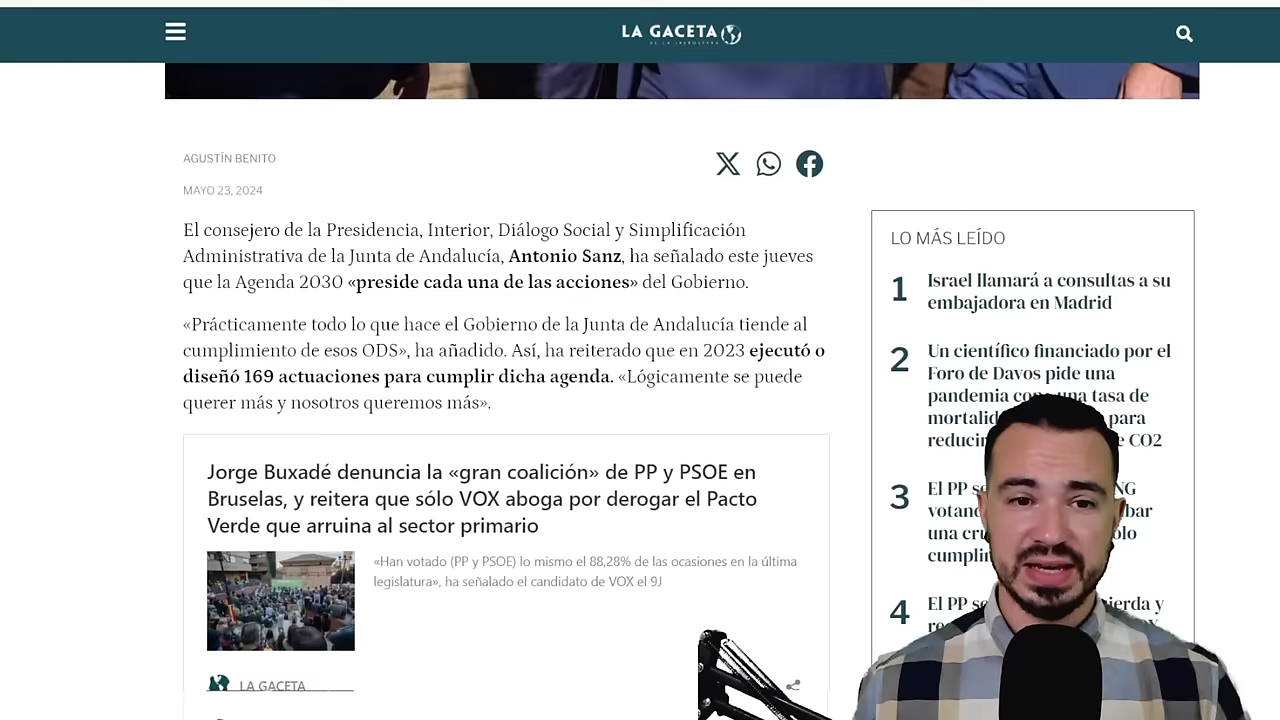 LA GACETA
AGUSTÍN BENITO
MAYO 23, 2024
El consejero de la Presidencia, Interior, Diálogo Social y Simplificación
Administrativa de la Junta de Andalucía, Antonio Sanz, ha señalado este jueves
que la Agenda 2030 «preside cada una de las acciones» del Gobierno.
«Prácticamente todo lo que hace el Gobierno de la Junta de Andalucía tiende al
cumplimiento de esos ODS», ha añadido. Así, ha reiterado que en 2023 ejecutó o
diseñó 169 actuaciones para cumplir dicha agenda. «Lógicamente se puede
querer más y nosotros queremos más».
Jorge Buxadé denuncia la «gran coalición» de PP y PSOE en
Bruselas, y reitera que sólo VOX aboga por derogar el Pacto
Verde que arruina al sector primario
«Han votado (PP y PSOE) lo mismo el 88,28% de las ocasiones en la última
legislatura», ha señalado el candidato de VOX el 9J
LA GACETA
LO MÁS LEÍDO
1 Israel llamará a consultas a su
embajadora en Madrid
2 Un científico financiado por el
Foro de Davos pide una
pandemia con una tasa de
para
CO2
3 El PP
una
4 El PP